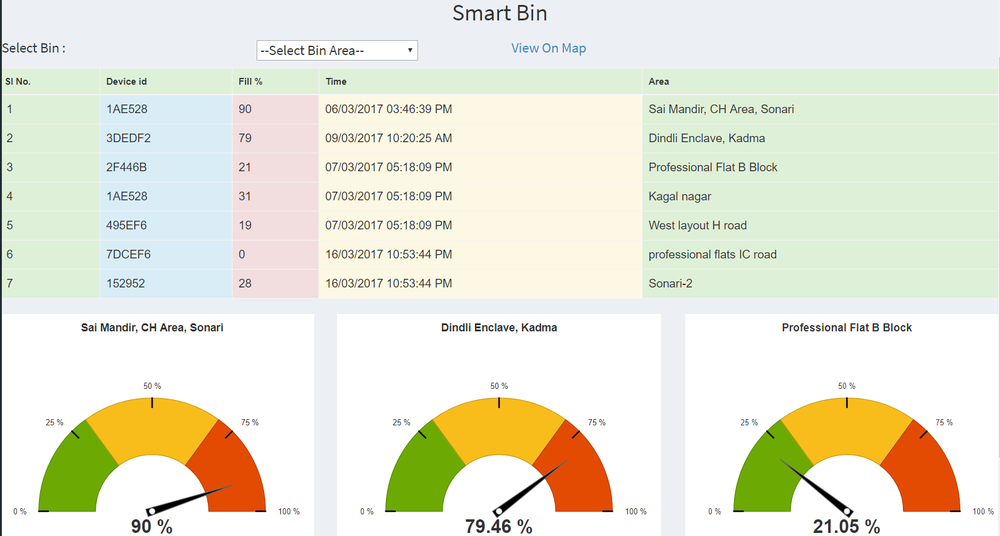 Smart Bin
Select Bin : --Select Bin Area-- View On Map
Sl No. Device id Fill % Time Area
1 1AE528 90 06/03/2017 03:46:39 PM Sai Mandir, CH Area, Sonari
2 3DEDF2 79 09/03/2017 10:20:25 AM Dindli Enclave, Kadma
3 2F446B 21 07/03/2017 05:18:09 PM Professional Flat B Block
4 1AE528 31 07/03/2017 05:18:09 PM Kagal nagar
5 495EF6 19 07/03/2017 05:18:09 PM West layout H road
6 7DCEF6 0 16/03/2017 10:53:44 PM professional flats IC road
7 152952 28 16/03/2017 10:53:44 PM Sonari-2
Sai Mandir, CH Area, Sonari
50 %
25 % 75 %
0 % 100 %
90 %
Dindli Enclave, Kadma
50 %
25 % 75 %
0 % 100 %
79.46 %
Professional Flat B Block
50 %
25 % 75 %
0 % 100 %
21.05 %